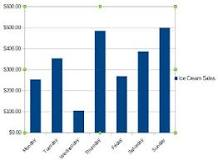 $600.00
$500.00
$400.00
$300.00
$200.00
$100.00
$0.00
Monday
Tuesday
Wednesday
Thursday
Friday
Saturday
Sunday
Ice Cream Sales